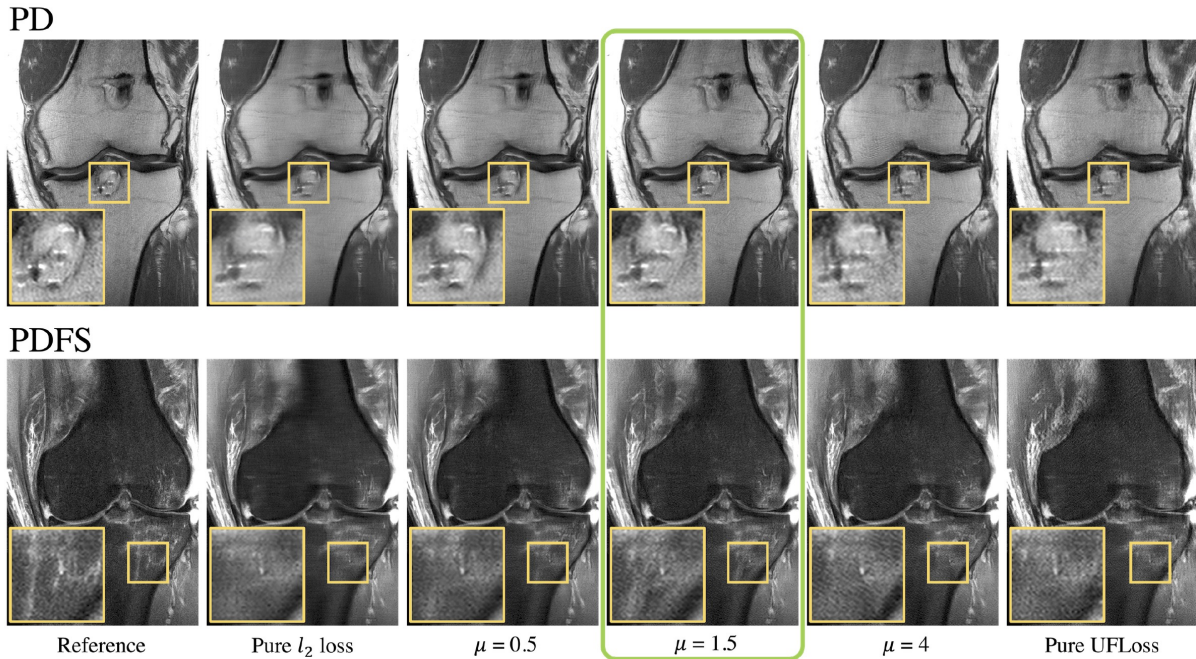 PD
PDFS
Reference
Pure l₂ loss
μ = 0.5
μ = 1.5
μ = 4
Pure UFLoss